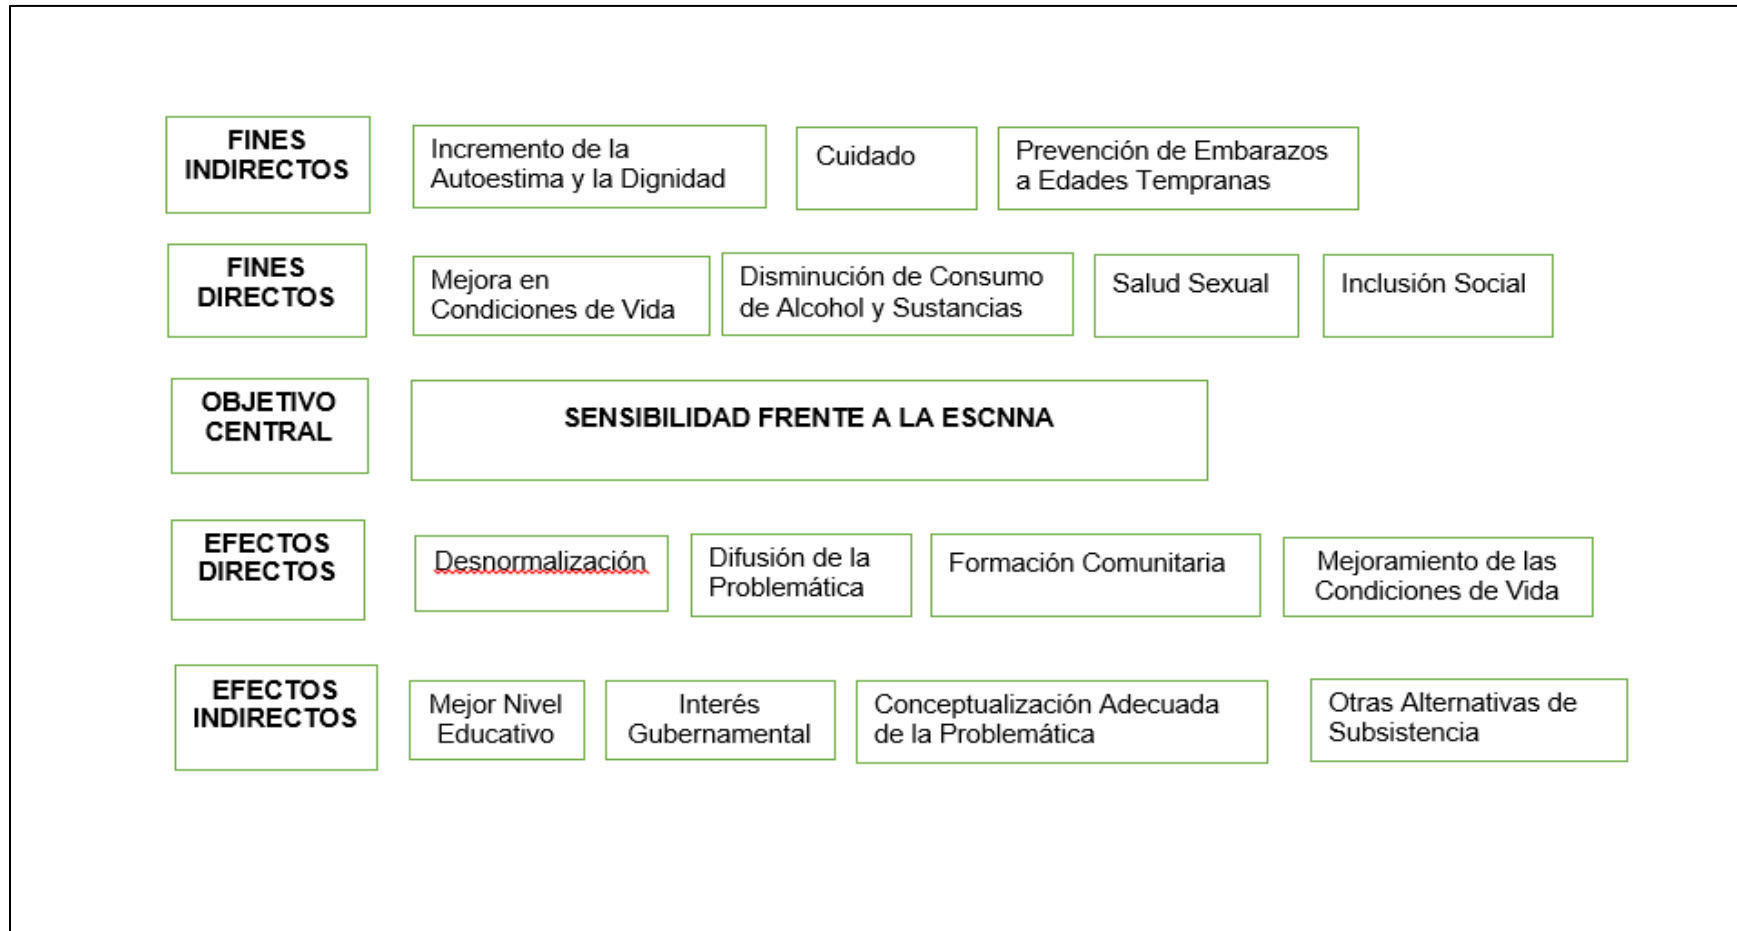 FINES
INDIRECTOS
Incremento de la
Autoestima y la Dignidad
Cuidado
Prevención de Embarazos
a Edades Tempranas
FINES
DIRECTOS
Mejora en
Condiciones de Vida
Disminución de Consumo
de Alcohol y Sustancias
Salud Sexual
Inclusión Social
OBJETIVO
CENTRAL
SENSIBILIDAD FRENTE A LA ESCNNA
EFECTOS
DIRECTOS
Desnormalización
Difusión de la
Problemática
Formación Comunitaria
Mejoramiento de las
Condiciones de Vida
EFECTOS
INDIRECTOS
Mejor Nivel
Educativo
Interés
Gubernamental
Conceptualización Adecuada
de la Problemática
Otras Alternativas de
Subsistencia